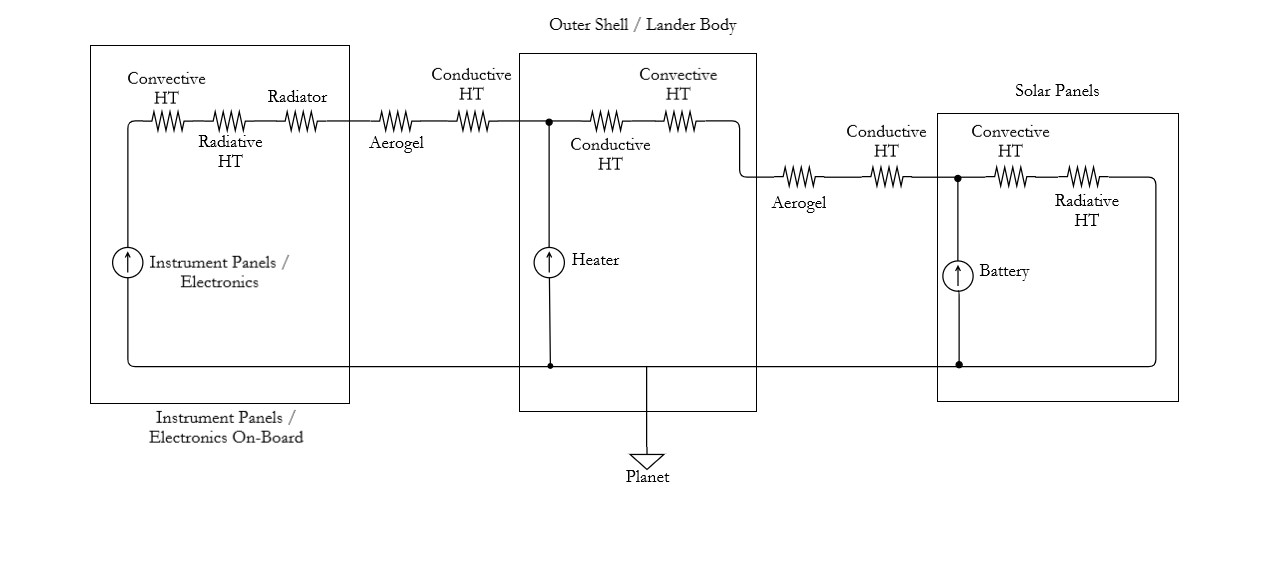 Outer Shell / Lander Body
Convective
HT
Radiator
Radiative
HT
Instrument Panels /
Electronics
Instrument Panels /
Electronics On-Board
Aerogel
Conductive
HT
Conductive
HT
Convective
HT
Heater
Planet
Aerogel
Conductive
HT
Solar Panels
Convective
HT
Radiative
HT
Battery